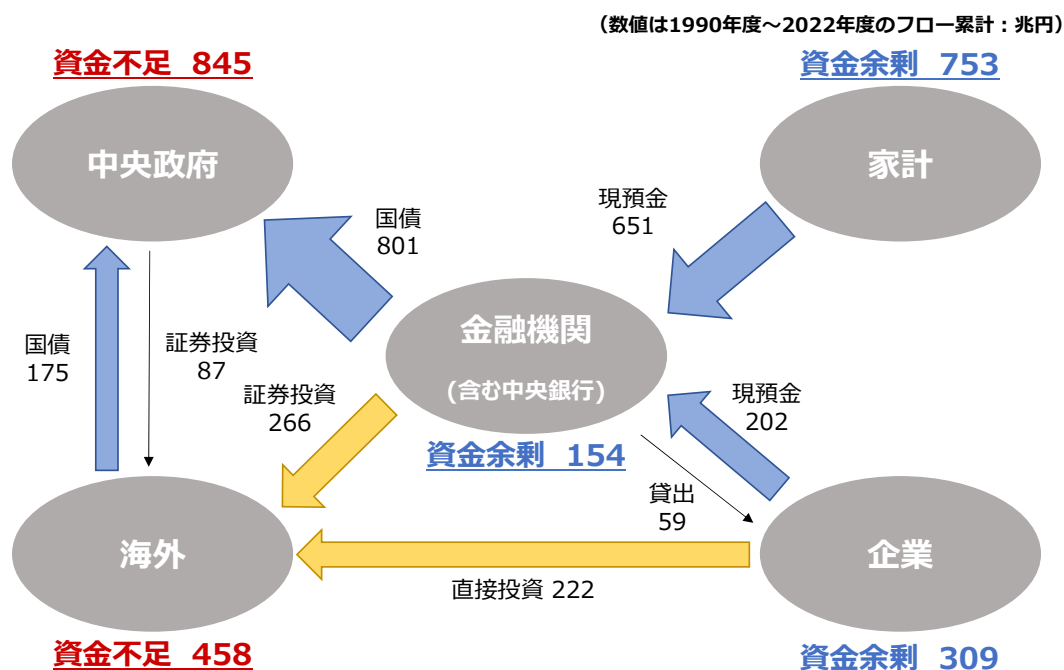 (数値は1990年度～2022年度のフロー累計：兆円)
資金不足 845
資金余剰 753
中央政府
家計
国債
801
現預金
651
金融機関
(含む中央銀行)
資金余剰 154
国債
175
証券投資
87
証券投資
266
現預金
202
貸出
59
海外
企業
直接投資 222
資金不足 458
資金余剰 309